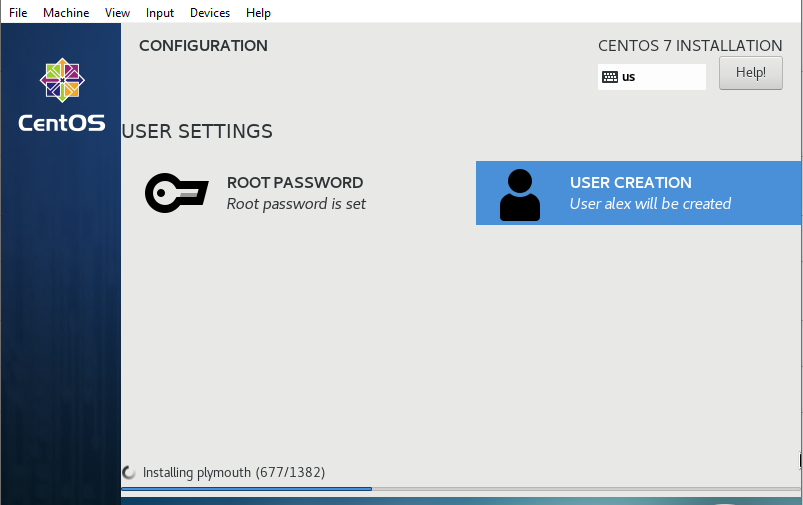 File Machine View Input Devices Help
CONFIGURATION
CENTOS 7 INSTALLATION
us
Help!
CentOS
USER SETTINGS
ROOT PASSWORD
Root password is set
USER CREATION
User alex will be created
Installing plymouth (677/1382)